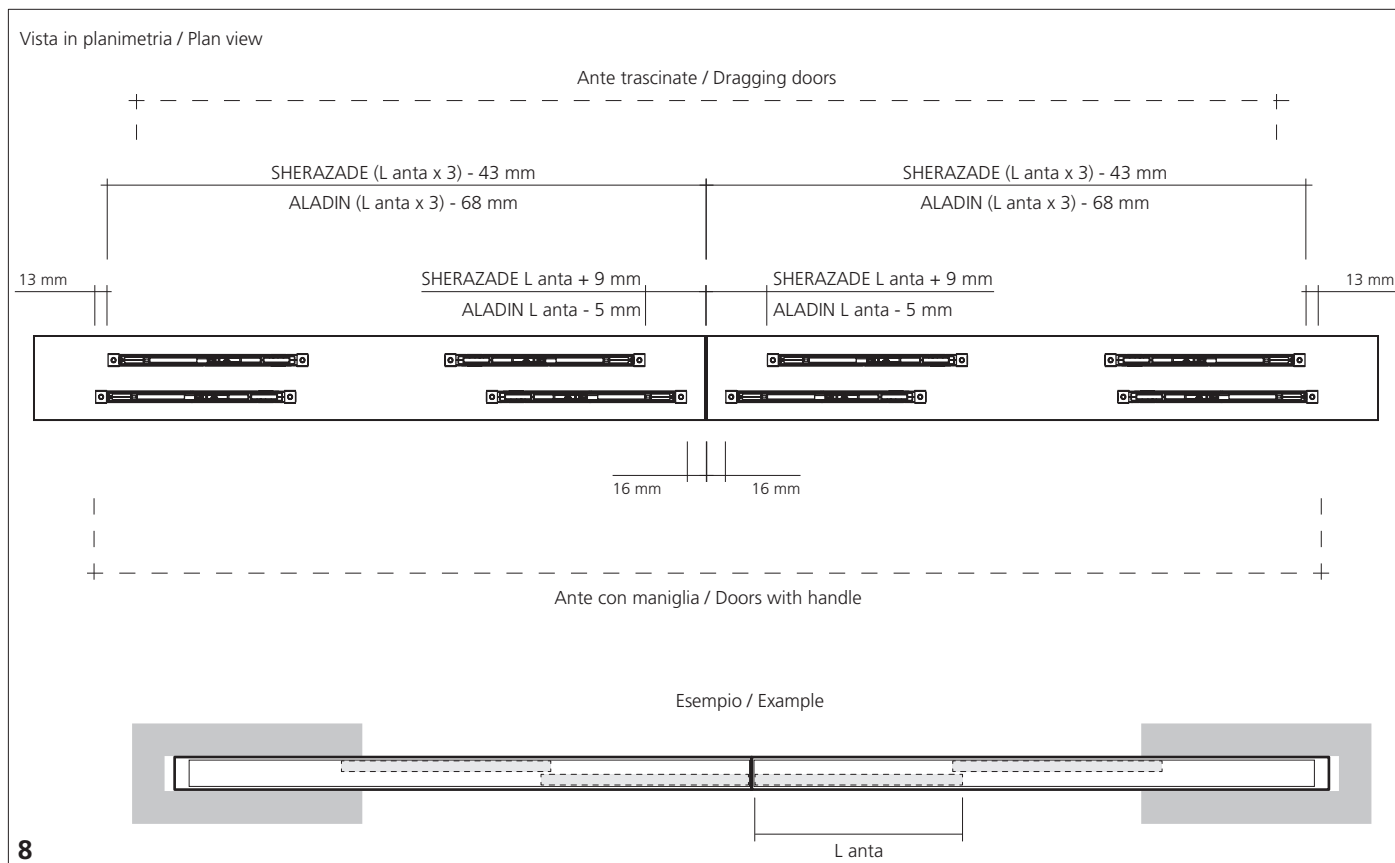 Vista in planimetria / Plan view
Ante trascinate / Dragging doors
SHERAZADE (L anta x 3) - 43 mm
SHERAZADE (L anta x 3) - 43 mm
ALADIN (L anta x 3) - 68 mm
ALADIN (L anta x 3) - 68 mm
13 mm
SHERAZADE L anta + 9 mm
SHERAZADE L anta + 9 mm
13 mm
ALADIN L anta - 5 mm
ALADIN L anta - 5 mm
16 mm
16 mm
Ante con maniglia / Doors with handle
Esempio / Example
L anta
8